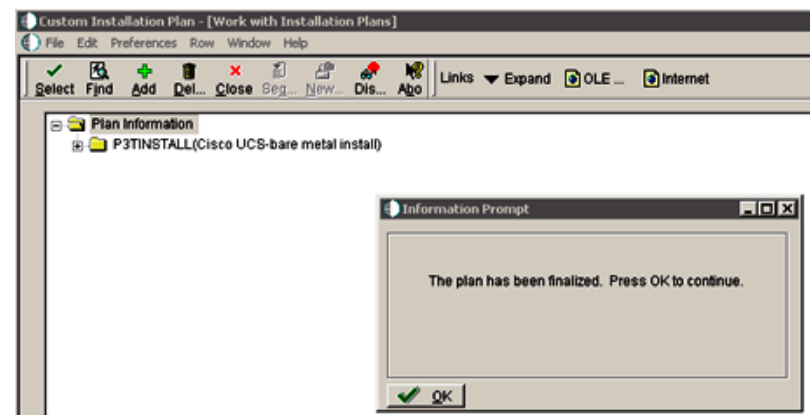 Custom Installation Plan - [Work with Installation Plans]
File Edit Preferences Row Window Help
Select Find Add Del... Close Seq... New... Dis... Abo Links Expand OLE ... Internet
Plan Information
P3TINSTALL(Cisco UCS-bare metal install)
Information Prompt
The plan has been finalized. Press OK to continue.
OK